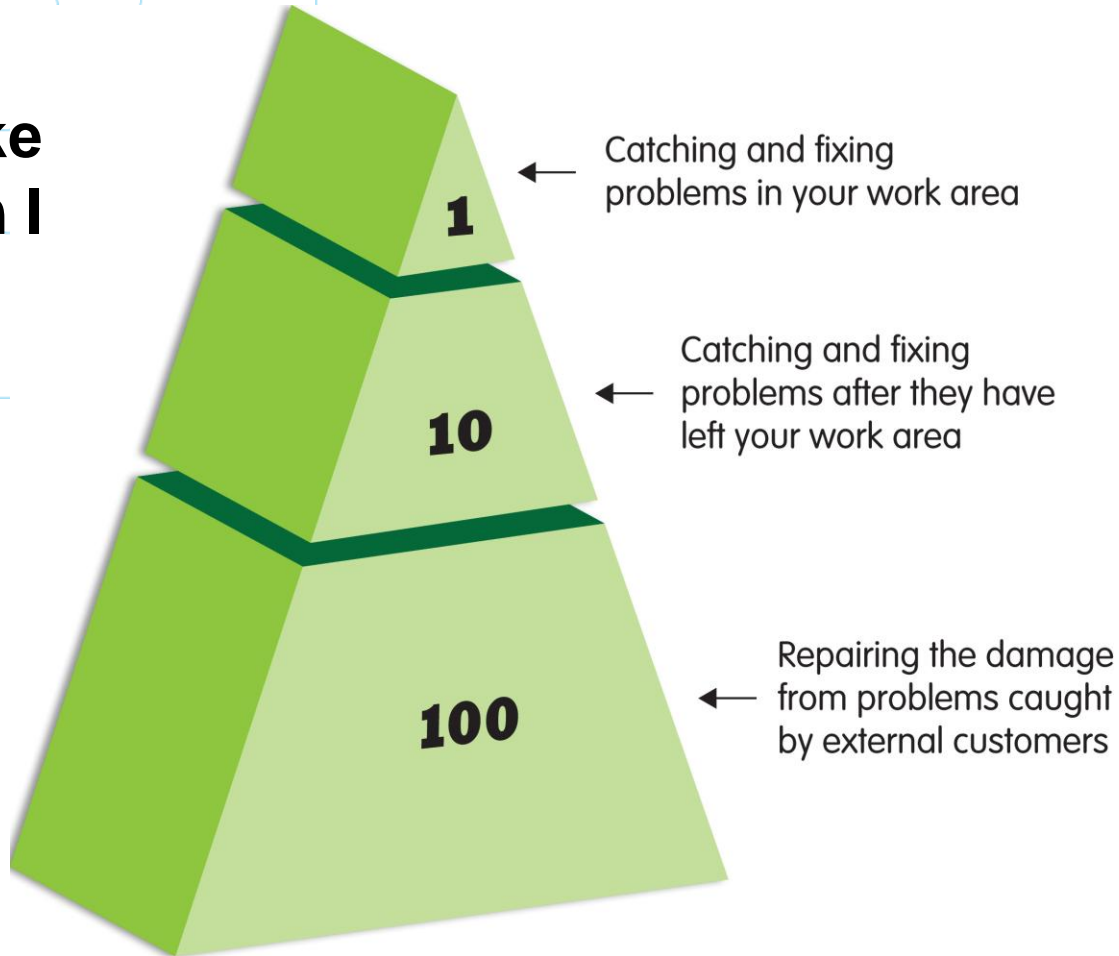 1
Catching and fixing
problems in your work area
10
Catching and fixing
problems after they have
left your work area
100
Repairing the damage
from problems caught
by external customers